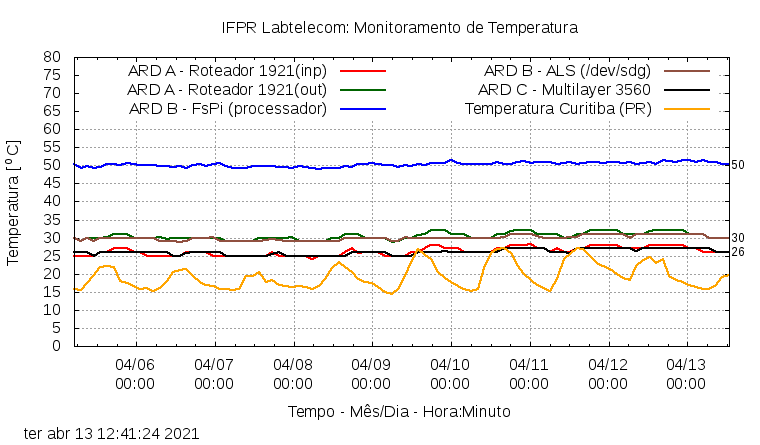 IFPR Labtelecom: Monitoramento de Temperatura
ARD A - Roteador 1921(inp)
ARD A - Roteador 1921(out)
ARD B - FsPi (processador)
ARD B - ALS (/dev/sdg)
ARD C - Multilayer 3560
Temperatura Curitiba (PR)
Temperatura [ºC]
80
75
70
65
60
55
50
45
40
35
30
25
20
15
10
5
0
50
30
26
04/06 04/07 04/08 04/09 04/10 04/11 04/12 04/13
00:00 00:00 00:00 00:00 00:00 00:00 00:00 00:00
Tempo - Mês/Dia - Hora:Minuto
ter abr 13 12:41:24 2021